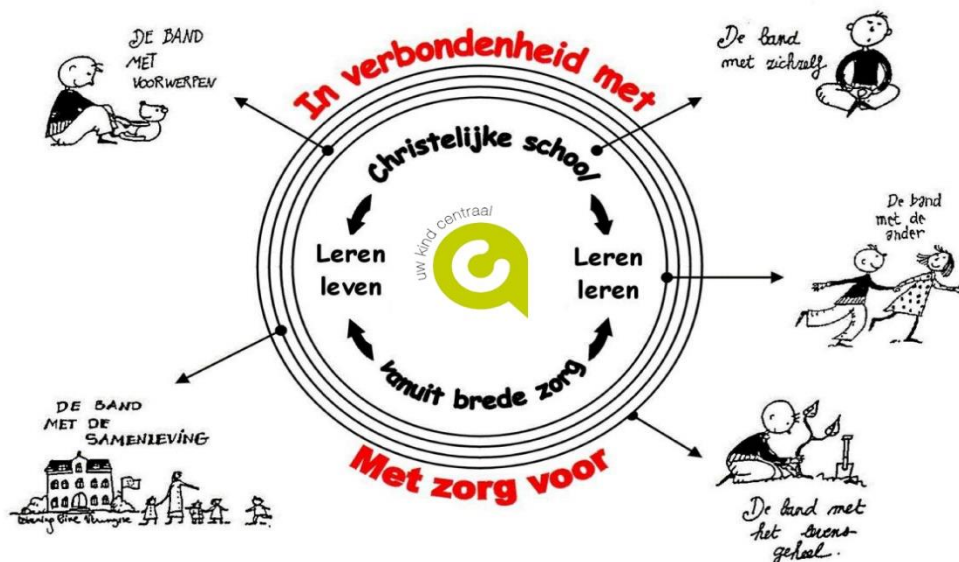 In verbondenheid met
DE BAND
MET
VOORWERPEN
De band
met zichzelf
Christelijke school
uw kind centraal
Leren
leven
Leren
leren
De band
met de
ander
vanuit brede zorg
Met zorg voor
DE BAND
MET DE
SAMENLEVING
De band met
het levens
geheel.